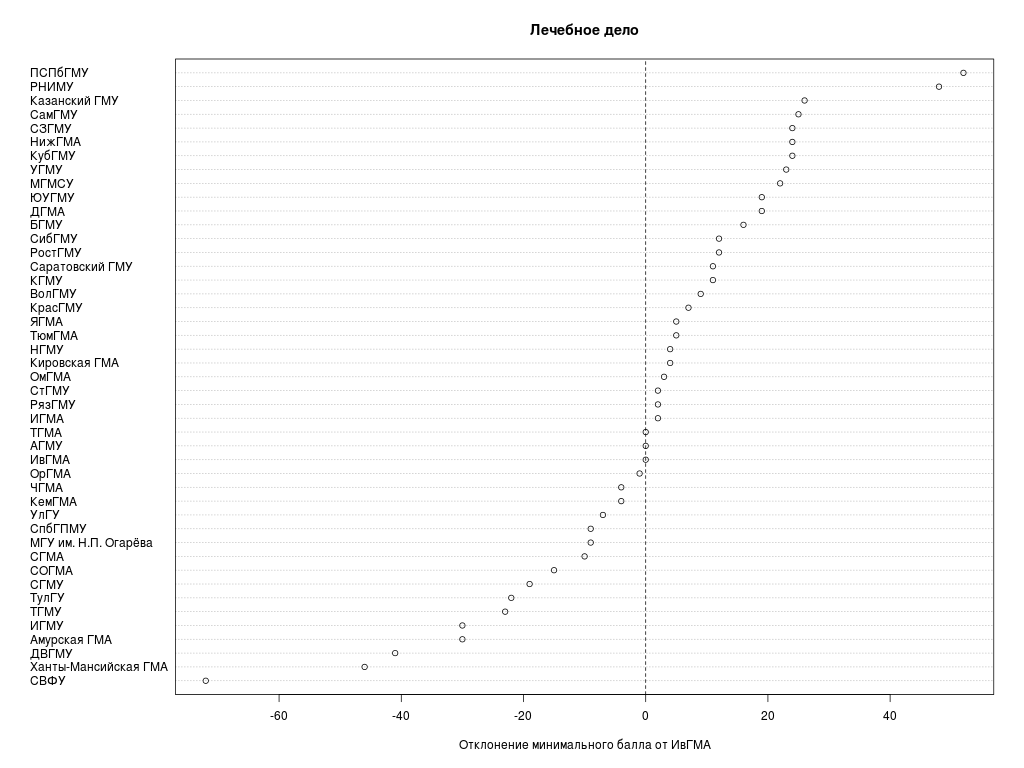 Лечебное дело
ПСПбГМУ
РНИМУ
Казанский ГМУ
СамГМУ
СЗГМУ
НижГМА
КубГМУ
УГМУ
МГМСУ
ЮУГМУ
ДГМА
БГМУ
СибГМУ
РостГМУ
Саратовский ГМУ
КГМУ
ВолГМУ
КрасГМУ
ЯГМА
ТюмГМА
НГМУ
Кировская ГМА
ОмГМА
СтГМУ
РязГМУ
ИГМА
ТГМА
АГМУ
ИвГМА
ОрГМА
ЧГМА
КемГМА
УлГУ
СпбГПМУ
МГУ им. Н.П. Огарёва
СГМА
СОГМА
СГМУ
ТулГУ
ТГМУ
ИГМУ
Амурская ГМА
ДВГМУ
Ханты-Мансийская ГМА
СВФУ
-60 -40 -20 0 20 40
Отклонение минимального балла от ИвГМА